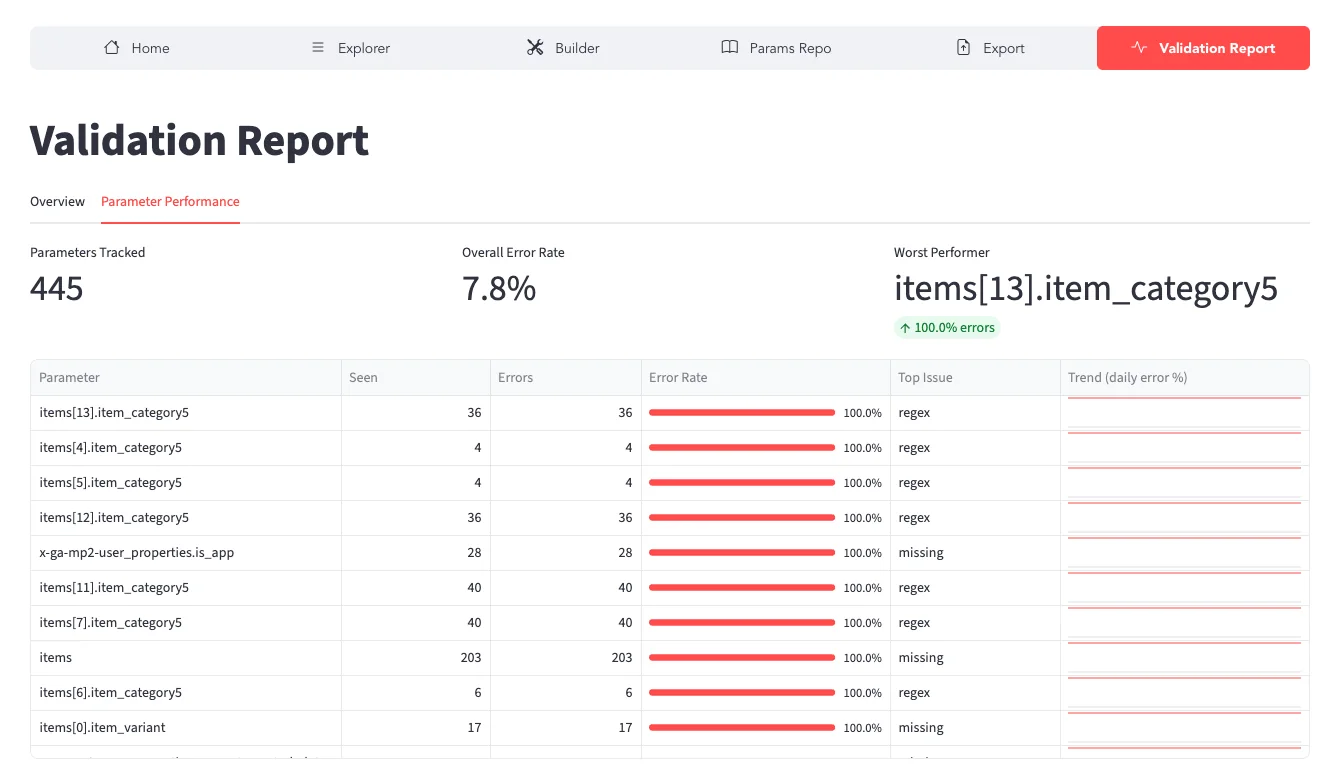 Home Explorer Builder Params Repo Export Validation Report
Validation Report
Overview Parameter Performance
Parameters Tracked Overall Error Rate Worst Performer
445 7.8% items[13].item_category5
↑ 100.0% errors
Parameter Seen Errors Error Rate Top Issue Trend (daily error %)
items[13].item_category5 36 36 100.0% regex
items[4].item_category5 4 4 100.0% regex
items[5].item_category5 4 4 100.0% regex
items[12].item_category5 36 36 100.0% regex
x-ga-mp2-user_properties.is_app 28 28 100.0% missing
items[11].item_category5 40 40 100.0% regex
items[7].item_category5 40 40 100.0% regex
items 203 203 100.0% missing
items[6].item_category5 6 6 100.0% regex
items[0].item_variant 17 17 100.0% missing